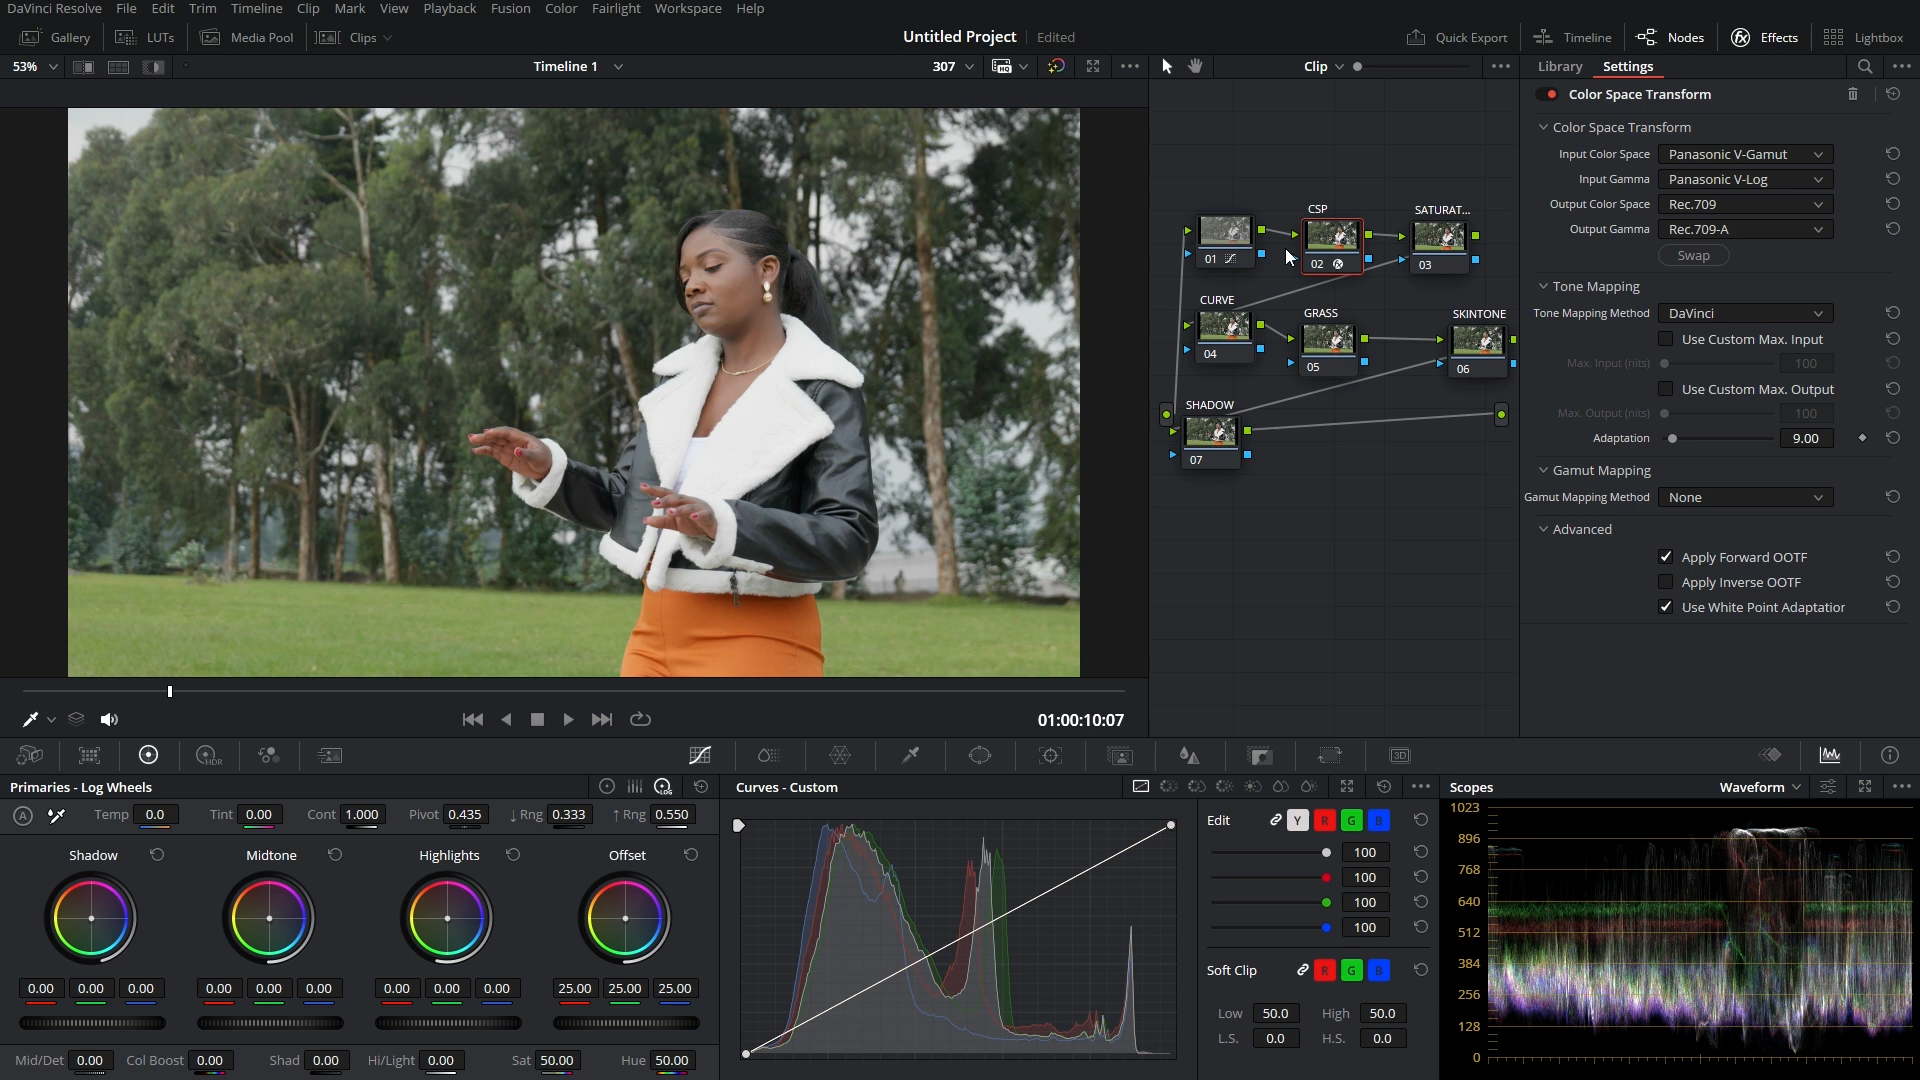 DaVinci Resolve File Edit Trim Timeline Clip Mark View Playback Fusion Color Fairlight Workspace Help
Gallery LUTs Media Pool Clips Untitled Project Edited Quick Export Timeline Nodes Effects Lightbox
53% Timeline 1 307 Clip Library Settings
Color Space Transform
Color Space Transform
Input Color Space Panasonic V-Gamut
Input Gamma Panasonic V-Log
Output Color Space Rec.709
Output Gamma Rec.709-A
Swap
Tone Mapping
Tone Mapping Method DaVinci
Use Custom Max. Input
Max. Input (nits) 100
Use Custom Max. Output
Max. Output (nits) 100
Adaptation 9.00
Gamut Mapping
Gamut Mapping Method None
Advanced
Apply Forward OOTF
Apply Inverse OOTF
Use White Point Adaptation
CSP SATURAT...
01 02 03
CURVE GRASS SKINTONE
04 05 06
SHADOW
07
01:00:10:07
HDR 3D
Primaries - Log Wheels
A Temp 0.0 Tint 0.00 Cont 1.000 Pivot 0.435 ↓ Rng 0.333 ↑ Rng 0.550
Shadow Midtone Highlights Offset
0.00 0.00 0.00 0.00 0.00 0.00 0.00 0.00 0.00 25.00 25.00 25.00
Mid/Det 0.00 Col Boost 0.00 Shad 0.00 Hi/Light 0.00 Sat 50.00 Hue 50.00
Curves - Custom
Edit Y R G B
100
100
100
100
Soft Clip R G B
Low 50.0 High 50.0
L.S. 0.0 H.S. 0.0
Scopes Waveform
1023
896
768
640
512
384
256
128
0